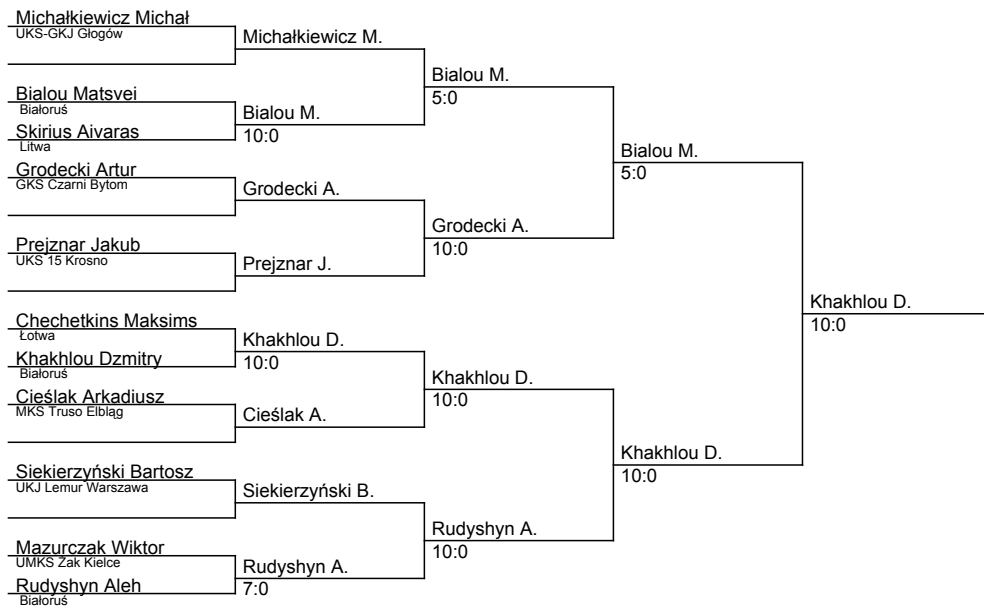 Michałkiewicz Michał
UKS-GKJ Głogów
Michałkiewicz M.
Bialou M.
5:0
Bialou Matsvei
Białoruś
Bialou M.
10:0
Skirius Aivaras
Litwa
Bialou M.
5:0
Grodecki Artur
GKS Czarni Bytom
Grodecki A.
Grodecki A.
10:0
Prejznar Jakub
UKS 15 Krosno
Prejznar J.
Khakhlou D.
10:0
Chechetkins Maksims
Łotwa
Khakhlou D.
10:0
Khakhlou Dzmitry
Białoruś
Khakhlou D.
10:0
Cieślak Arkadiusz
MKS Truso Elbląg
Cieślak A.
Khakhlou D.
10:0
Siekierzyński Bartosz
UKJ Lemur Warszawa
Siekierzyński B.
Rudyshyn A.
10:0
Mazurczak Wiktor
UMKS Żak Kielce
Rudyshyn A.
7:0
Rudyshyn Aleh
Białoruś